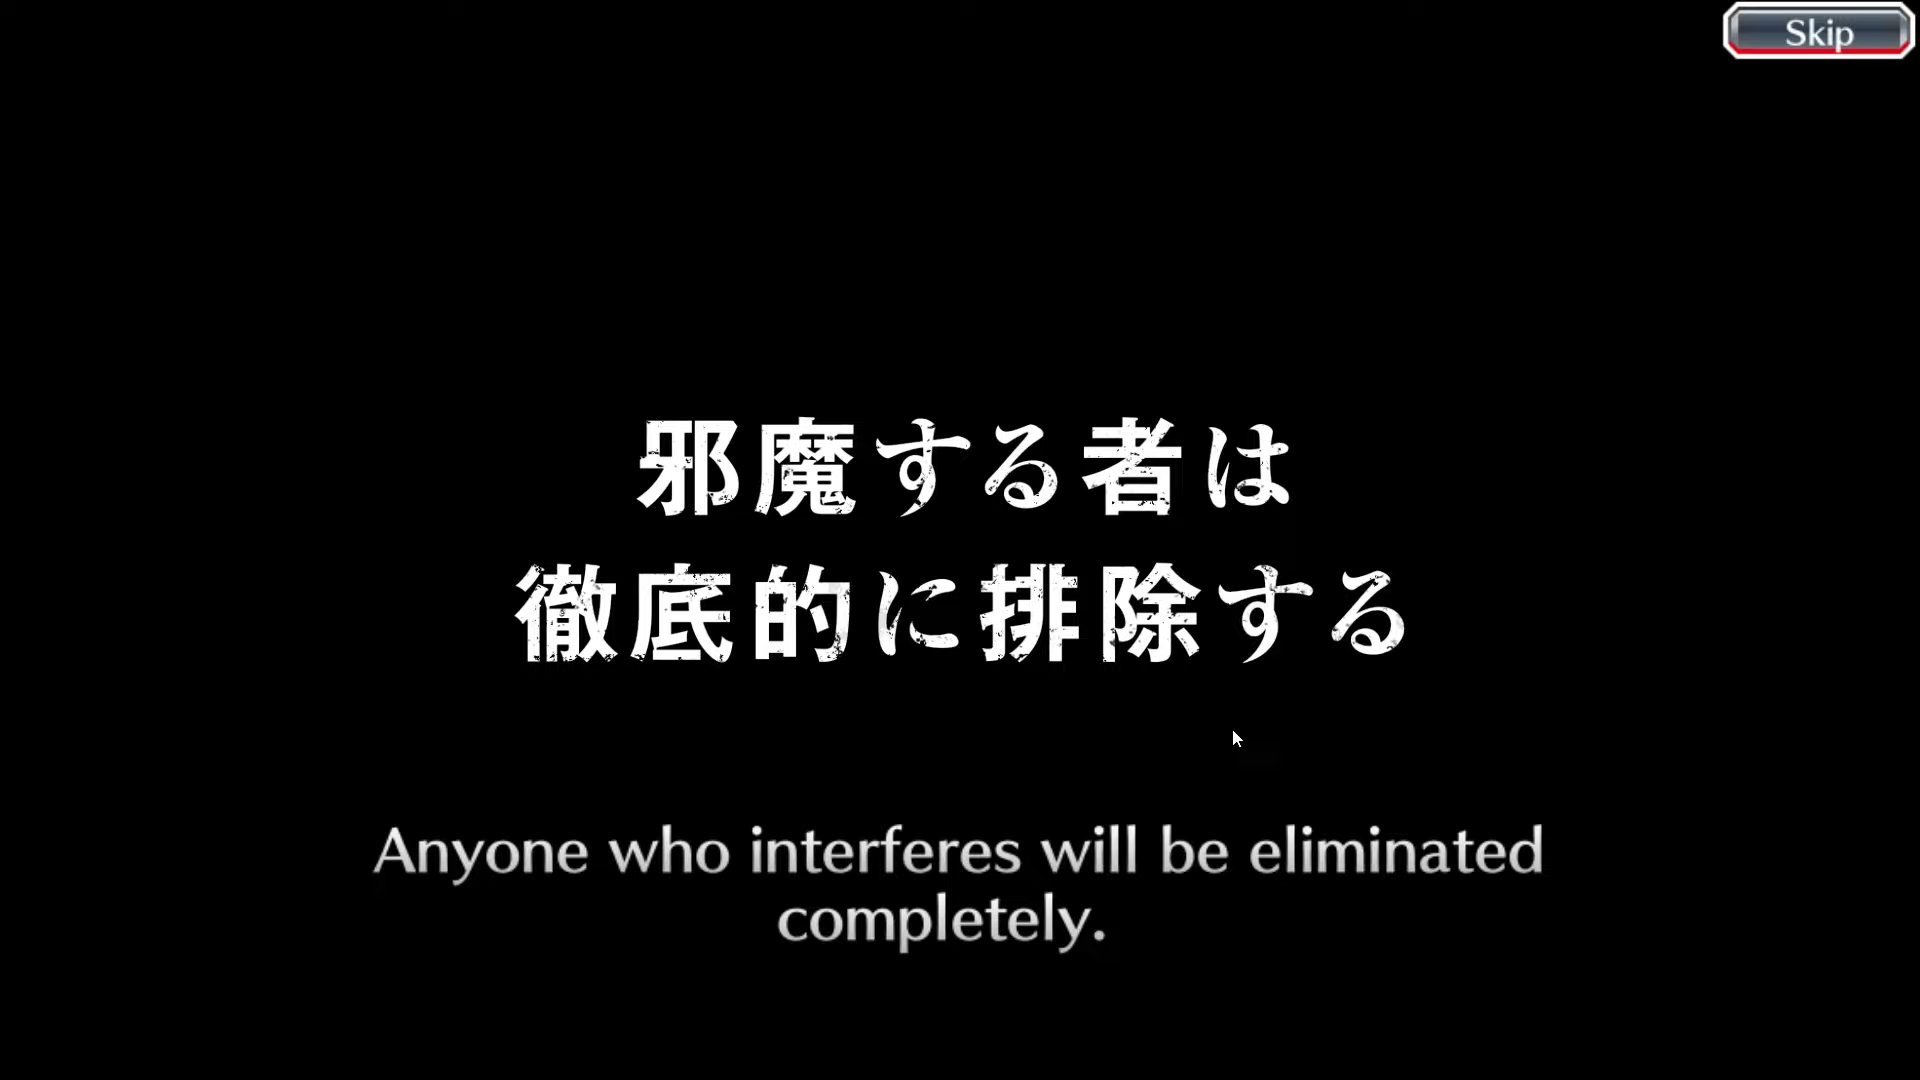 Skip
邪魔する者は
徹底的に排除する
Anyone who interferes will be eliminated
completely.